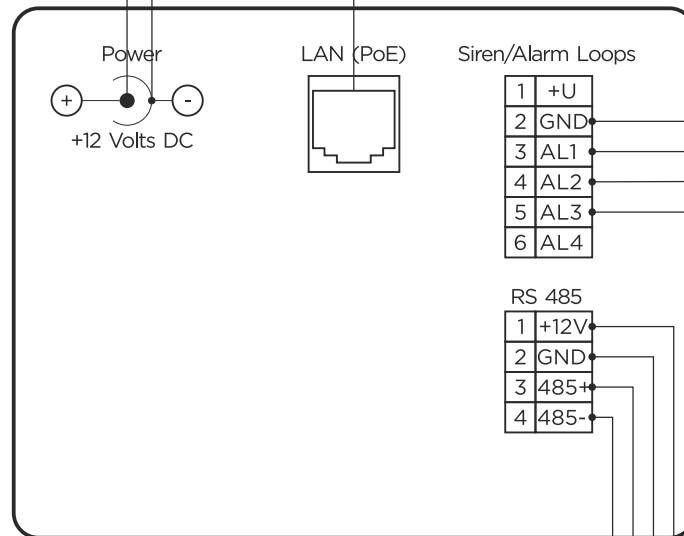 Power
+
-
+12 Volts DC
LAN (PoE)
Siren/Alarm Loops
1 +U
2 GND
3 AL1
4 AL2
5 AL3
6 AL4
RS 485
1 +12V
2 GND
3 485+
4 485-